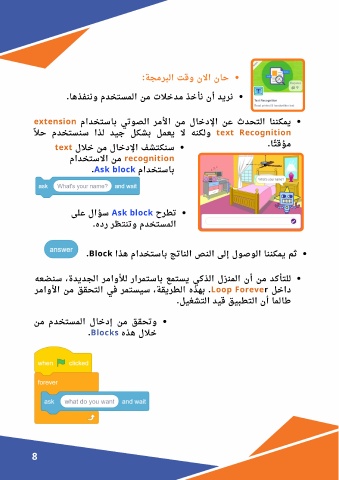 • حان الان وقت البرمجة:
• نريد أن نأخذ مدخلات من المستخدم وننفذها.
Text Recognition
• يمكننا التحدث عن الإدخال من الأمر الصوتي باستخدام extension
text Recognition ولكنه لا يعمل بشكل جيد لذا سنستخدم حلاً
مؤقتًا.
• سنكتشف الإدخال من خلال text
recognition من الاستخدام
باستخدام Ask block.
ask What's your name? and wait
What's your name?
• تطرح Ask block سؤال على
المستخدم وتنتظر رده.
answer
• ثم يمكننا الوصول إلى النص الناتج باستخدام هذا Block.
• للتأكد من أن المنزل الذكي يستمع باستمرار للأوامر الجديدة، سنضعه
داخل Loop Forever. بهذه الطريقة، سيستمر في التحقق من الأوامر
طالما أن التطبيق قيد التشغيل.
• وتحقق من إدخال المستخدم من
خلال هذه Blocks.
when clicked
forever
ask what do you want and wait
8